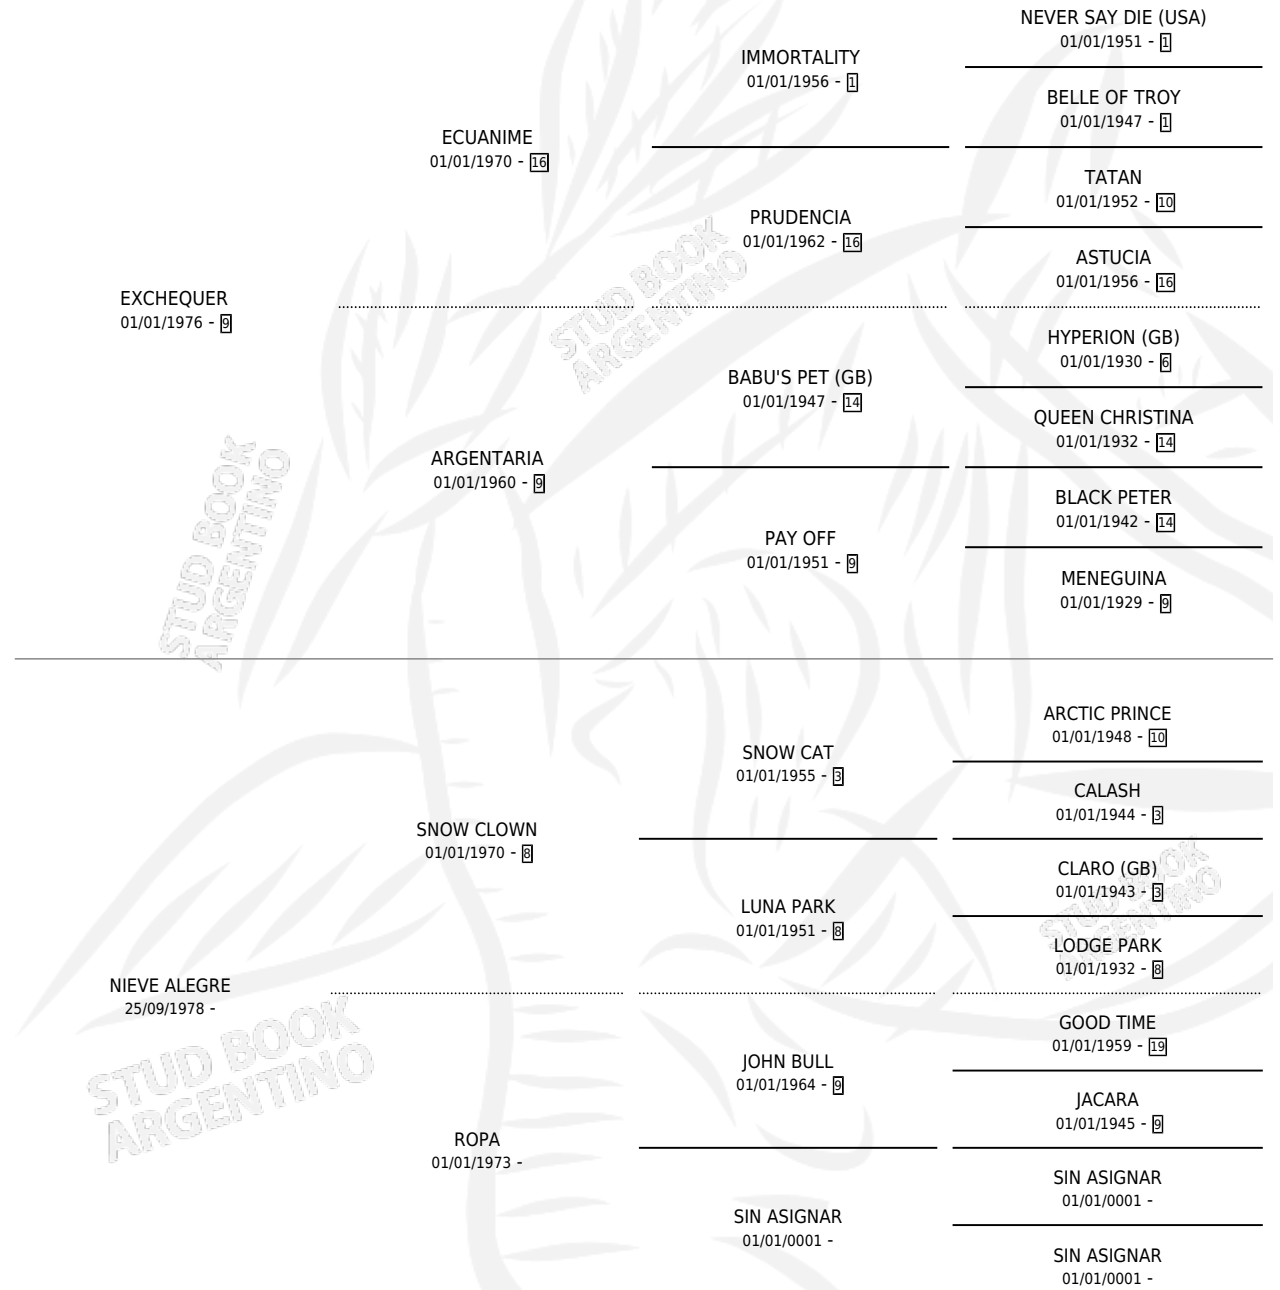 NEVER SAY DIE (USA)
01/01/1951 - 1
IMMORTALITY
01/01/1956 - 1
BELLE OF TROY
01/01/1947 - 1
ECUANIME
01/01/1970 - 16
TATAN
01/01/1952 - 10
PRUDENCIA
01/01/1962 - 16
ASTUCIA
01/01/1956 - 16
EXCHEQUER
01/01/1976 - 9
HYPERION (GB)
01/01/1930 - 6
BABU'S PET (GB)
01/01/1947 - 14
QUEEN CHRISTINA
01/01/1932 - 14
ARGENTARIA
01/01/1960 - 9
BLACK PETER
01/01/1942 - 14
PAY OFF
01/01/1951 - 9
MENEGUINA
01/01/1929 - 9
STUD BOOK
ARGENTINO
STUD BOOK
ARGENTINO
ARCTIC PRINCE
01/01/1948 - 10
SNOW CAT
01/01/1955 - 3
CALASH
01/01/1944 - 3
SNOW CLOWN
01/01/1970 - 8
CLARO (GB)
01/01/1943 - 3
LUNA PARK
01/01/1951 - 8
LODGE PARK
01/01/1932 - 8
NIEVE ALEGRE
25/09/1978 -
GOOD TIME
01/01/1959 - 19
JOHN BULL
01/01/1964 - 9
JACARA
01/01/1945 - 9
ROPA
01/01/1973 -
SIN ASIGNAR
01/01/0001 -
SIN ASIGNAR
01/01/0001 -
SIN ASIGNAR
01/01/0001 -
STUD BOOK
ARGENTINO
STUD BOOK
ARGENTINO